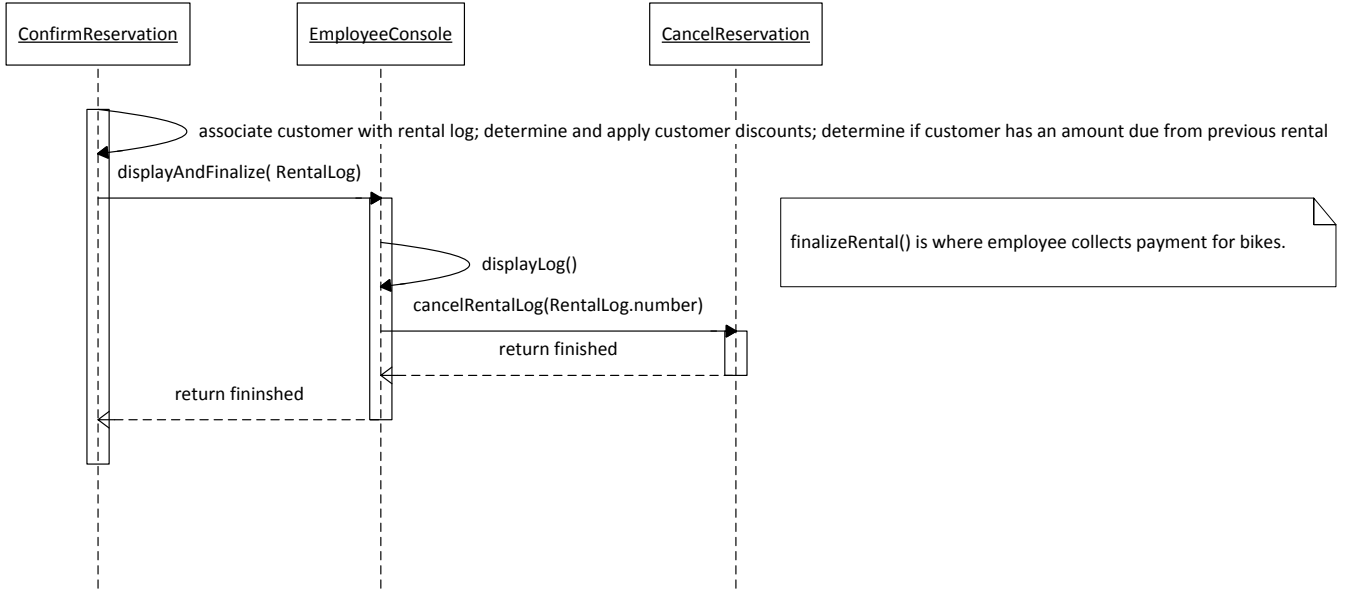 ConfirmReservation
EmployeeConsole
CancelReservation
associate customer with rental log; determine and apply customer discounts; determine if customer has an amount due from previous rental
displayAndFinalize( RentalLog)
finalizeRental() is where employee collects payment for bikes.
displayLog()
cancelRentalLog(RentalLog.number)
return finished
return fininshed